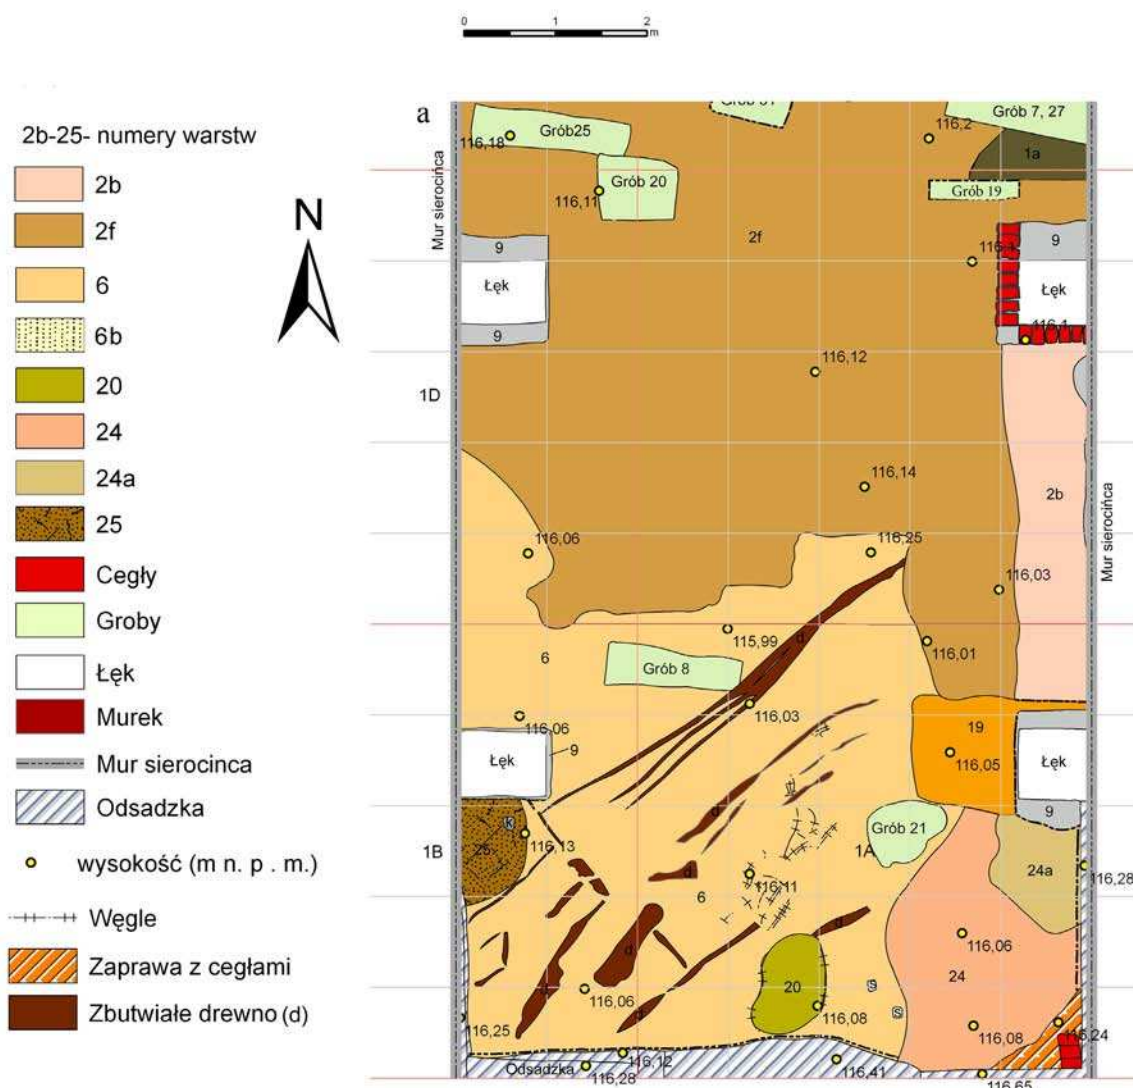 0 1 2
m
a
2b-25- numery warstw
2b
2f
6
6b
20
24
24a
25
Cegły
Groby
Łęk
Murek
Mur sierocinca
Odsadzka
wysokość (m n. p . m.)
Węgle
Zaprawa z cegłami
Zbutwiałe drewno (d)
N
Mur sierocińca
Grób 7, 27
116,2
Grób25
116,18
1a
Grób 20
116,11
Grób 19
2f
9
9
Łęk
Łęk
9
116,12
1D
116,14
2b
116,06
116,25
Mur sierocińca
116,03
115,99
d
116,01
6
Grób 8
116,06
116,03
19
9
Łęk
116,05
Łęk
d
9
k
Grób 21
1B
25
116,13
1A
24a
116,28
d
116,11
6
d
d
116,06
24
20
s
s
d
116,06
116,08
116,08
116,24
116,25
d
116,12
Odsadzka
116,28
116,41
116,65